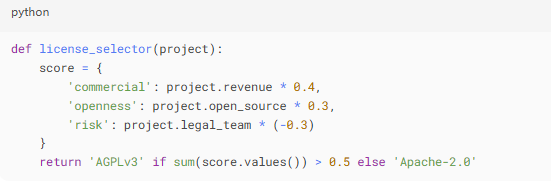 python
def license_selector(project):
    score = {
        'commercial': project.revenue * 0.4,
        'openness': project.open_source * 0.3,
        'risk': project.legal_team * (-0.3)
    }
    return 'AGPLv3' if sum(score.values()) > 0.5 else 'Apache-2.0'